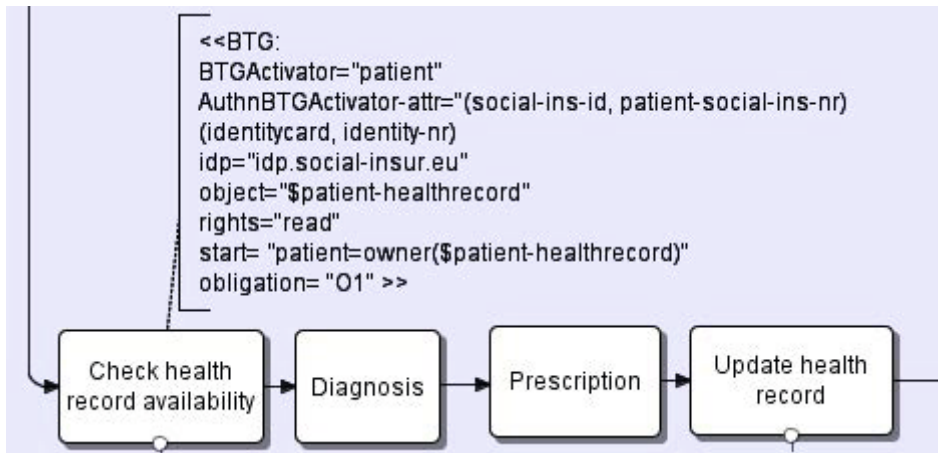 <<BTG:
BTGActivator="patient"
AuthnBTGActivator-attr="(social-ins-id, patient-social-ins-nr)
(identitycard, identity-nr)
idp="idp.social-insur.eu"
object="$patient-healthrecord"
rights="read"
start= "patient=owner($patient-healthrecord)"
obligation= "O1" >>
Check health
record availability
Diagnosis
Prescription
Update health
record